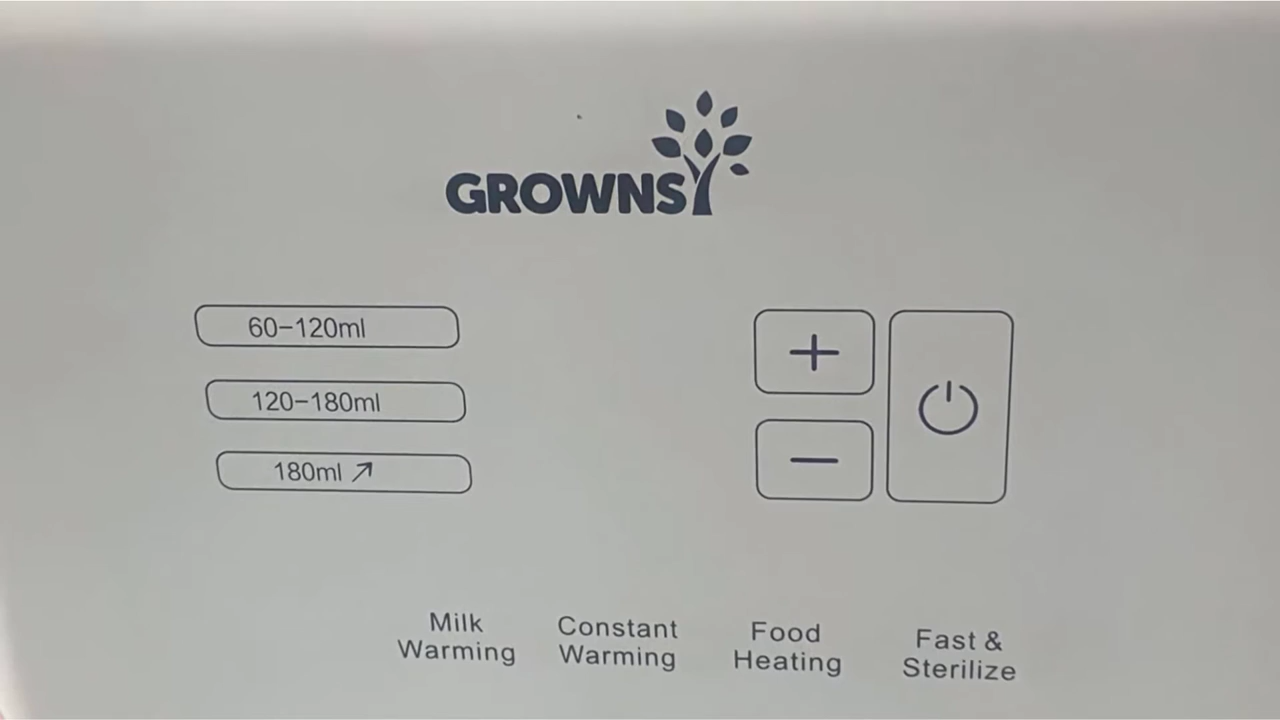 GROWNSY
60-120ml
120-180ml
180ml ↗
+
-
Milk Warming
Constant Warming
Food Heating
Fast & Sterilize